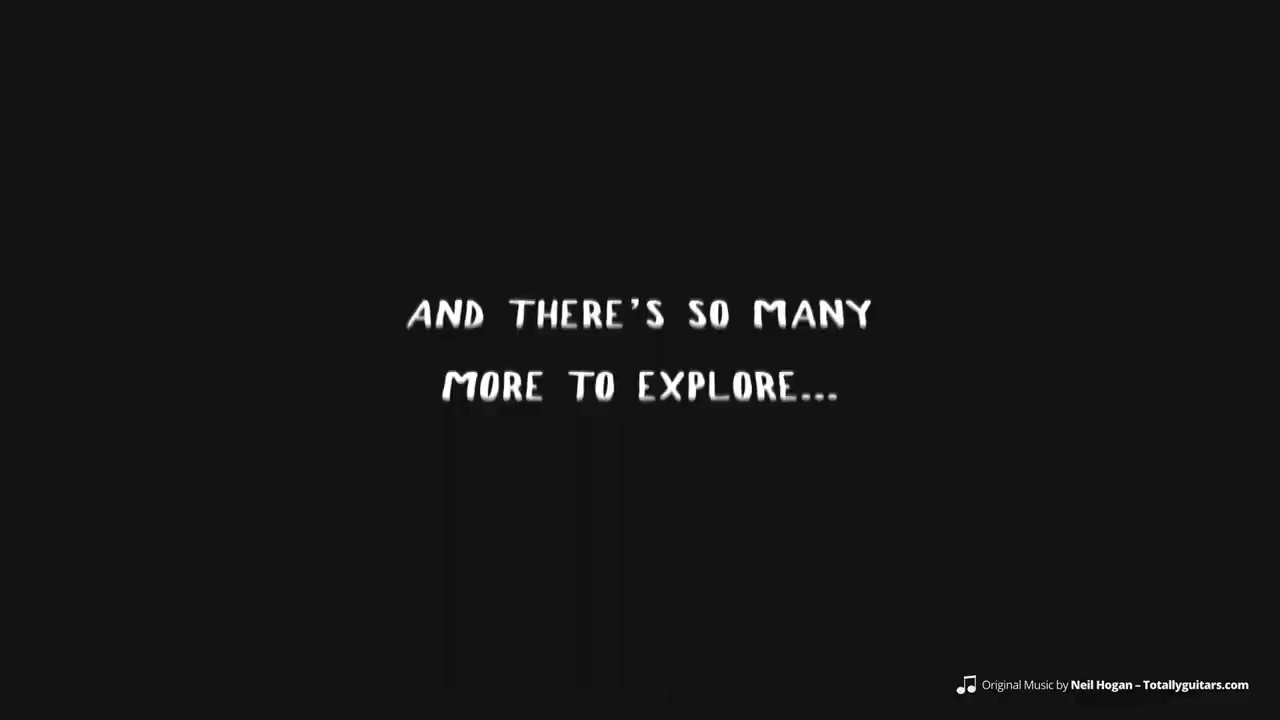 AND THERE'S SO MANY
MORE TO EXPLORE...
Original Music by Neil Hogan – Totallyguitars.com